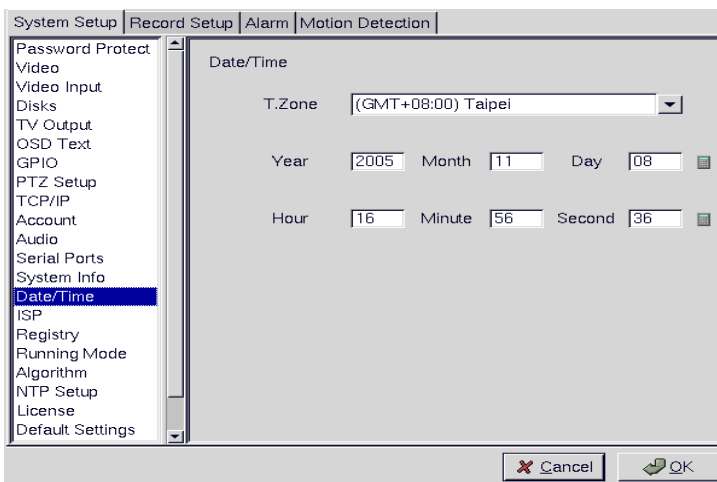 System Setup Record Setup Alarm Motion Detection
Password Protect
Video
Video Input
Disks
TV Output
OSD Text
GPIO
PTZ Setup
TCP/IP
Account
Audio
Serial Ports
System Info
Date/Time
ISP
Registry
Running Mode
Algorithm
NTP Setup
License
Default Settings
Date/Time
T.Zone (GMT+08:00) Taipei
Year 2005 Month 11 Day 08
Hour 16 Minute 56 Second 36
Cancel OK